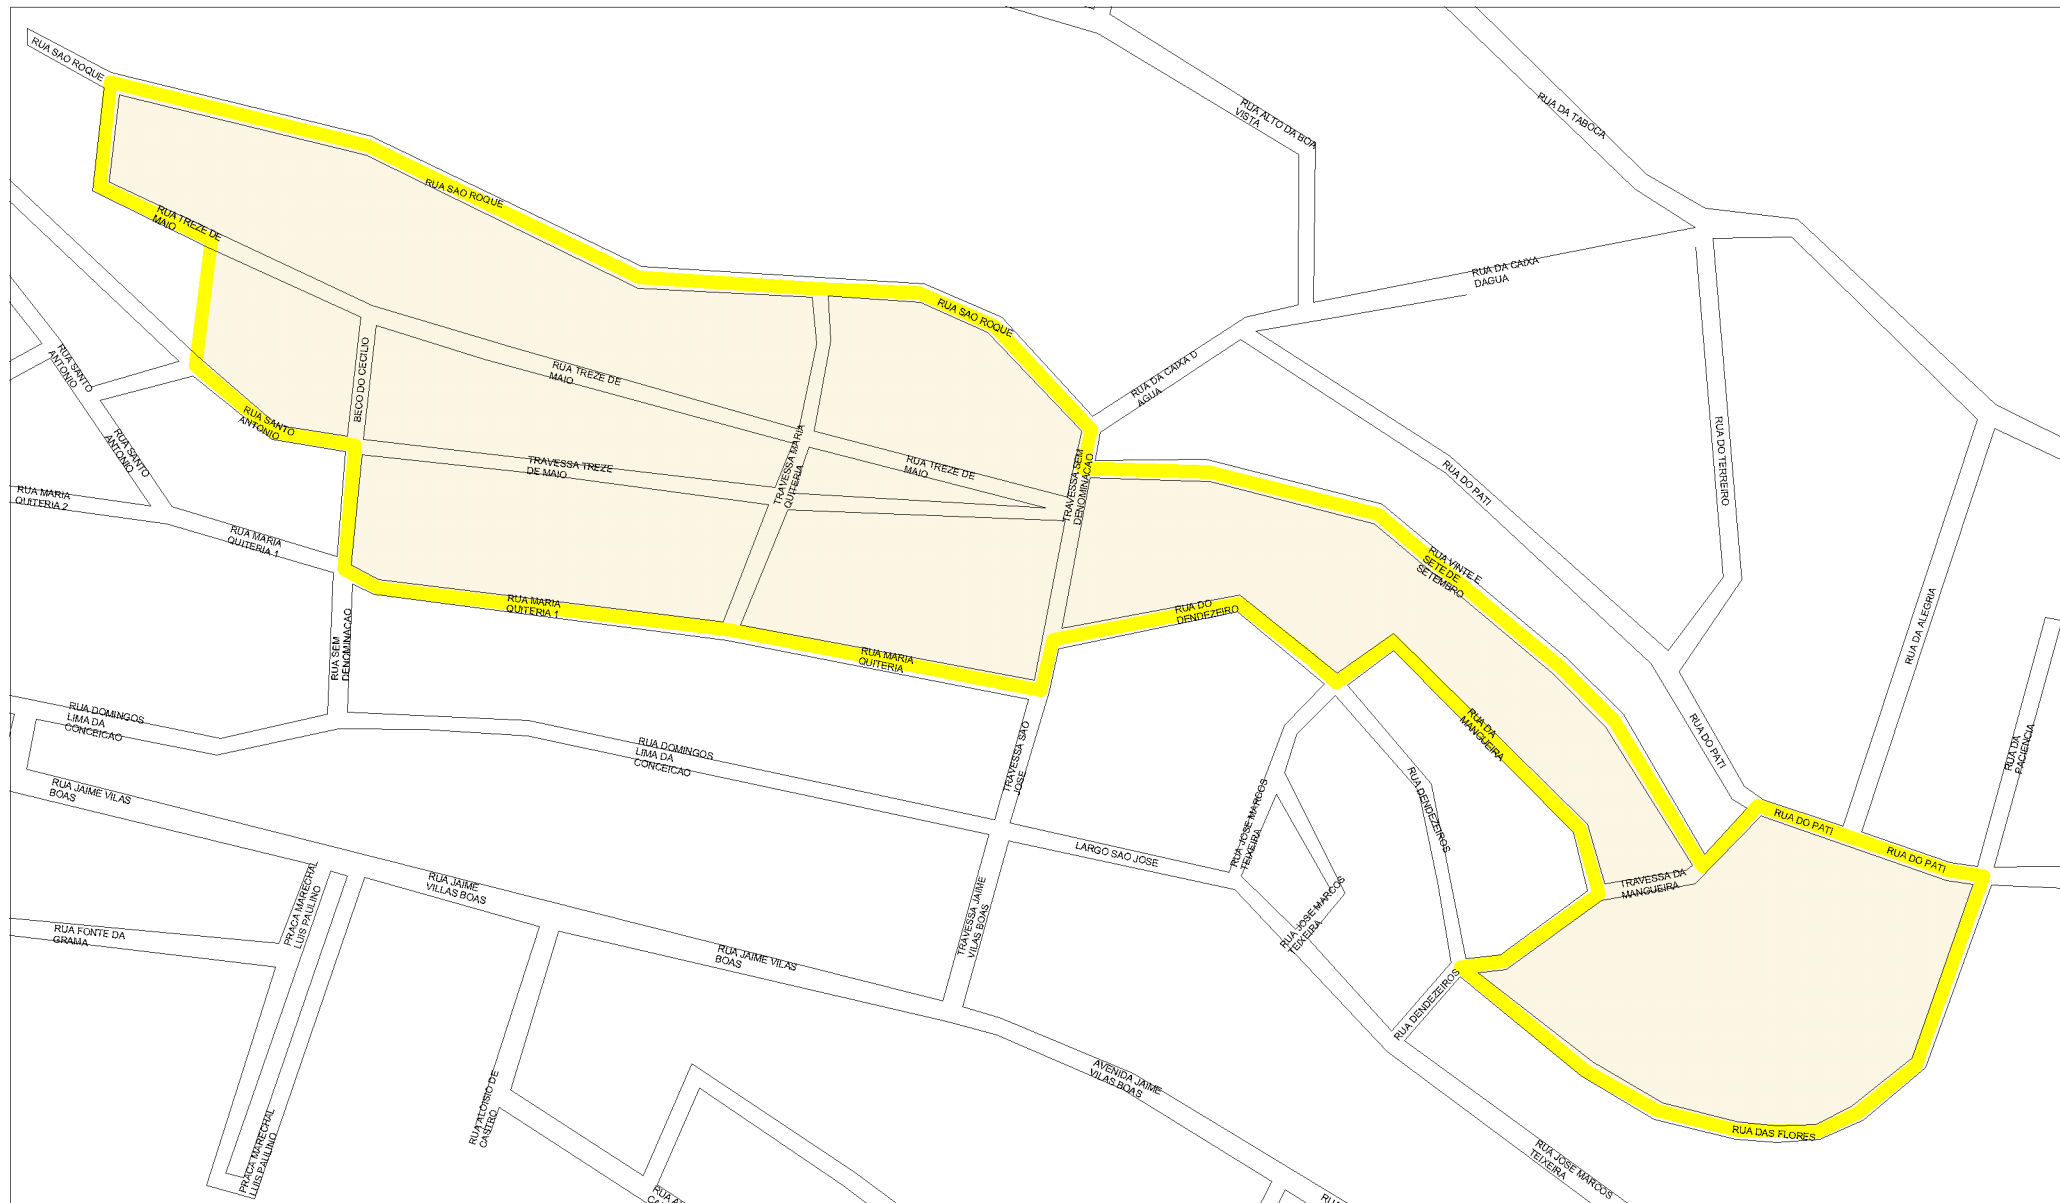 RUA SAO ROQUE
RUA ALTO DA BOA
VISTA
RUA DA TABOCA
RUA SAO ROQUE
RUA TREZE DE
MAIO
RUA DA CAIXA
DAGUA
RUA SAO ROQUE
RUA SANTO
ANTONIO
BECO DO CECILIO
RUA TREZE DE
MAIO
RUA DA CAIXA D
AGUA
RUA SANTO
ANTONIO
RUA SANTO
ANTONIO
TRAVESSA TREZE
DE MAIO
TRAVESSA MARIA
QUITERIA
RUA TREZE DE
MAIO
TRAVESSA SEM
DENOMINACAO
RUA DO PATI
RUA DO TERREIRO
RUA MARIA
QUITERIA 2
RUA MARIA
QUITERIA 1
RUA VINTE E
SETE DE
SETEMBRO
RUA MARIA
QUITERIA 1
RUA DO
DENDEZEIRO
RUA DA ALEGRIA
RUA SEM
DENOMINACAO
RUA MARIA
QUITERIA
RUA DOMINGOS
LIMA DA
CONCEICAO
RUA DOMINGOS
LIMA DA
CONCEICAO
TRAVESSA SAO
JOSE
RUA DA
MANGUEIRA
RUA DO PATI
RUA DA
PACIENCIA
RUA JAIME VILAS
BOAS
RUA JOSE MARCOS
TEIXEIRA
RUA DENDEZEIROS
RUA DO PATI
RUA DO PATI
LARGO SAO JOSE
PRACA MARECHAL
LUIS PAULINO
RUA JAIME
VILLAS BOAS
TRAVESSA JAIME
VILAS BOAS
RUA JOSE MARCOS
TEIXEIRA
TRAVESSA DA
MANGUEIRA
RUA FONTE DA
GRAMA
RUA JAIME VILAS
BOAS
RUA DENDEZEIROS
AVENIDA JAIME
VILAS BOAS
RUA ALOISIO DE
CASTRO
PRACA MARECHAL
LUIS PAULINO
RUA DAS FLORES
RUA JOSE MARCOS
TEIXEIRA